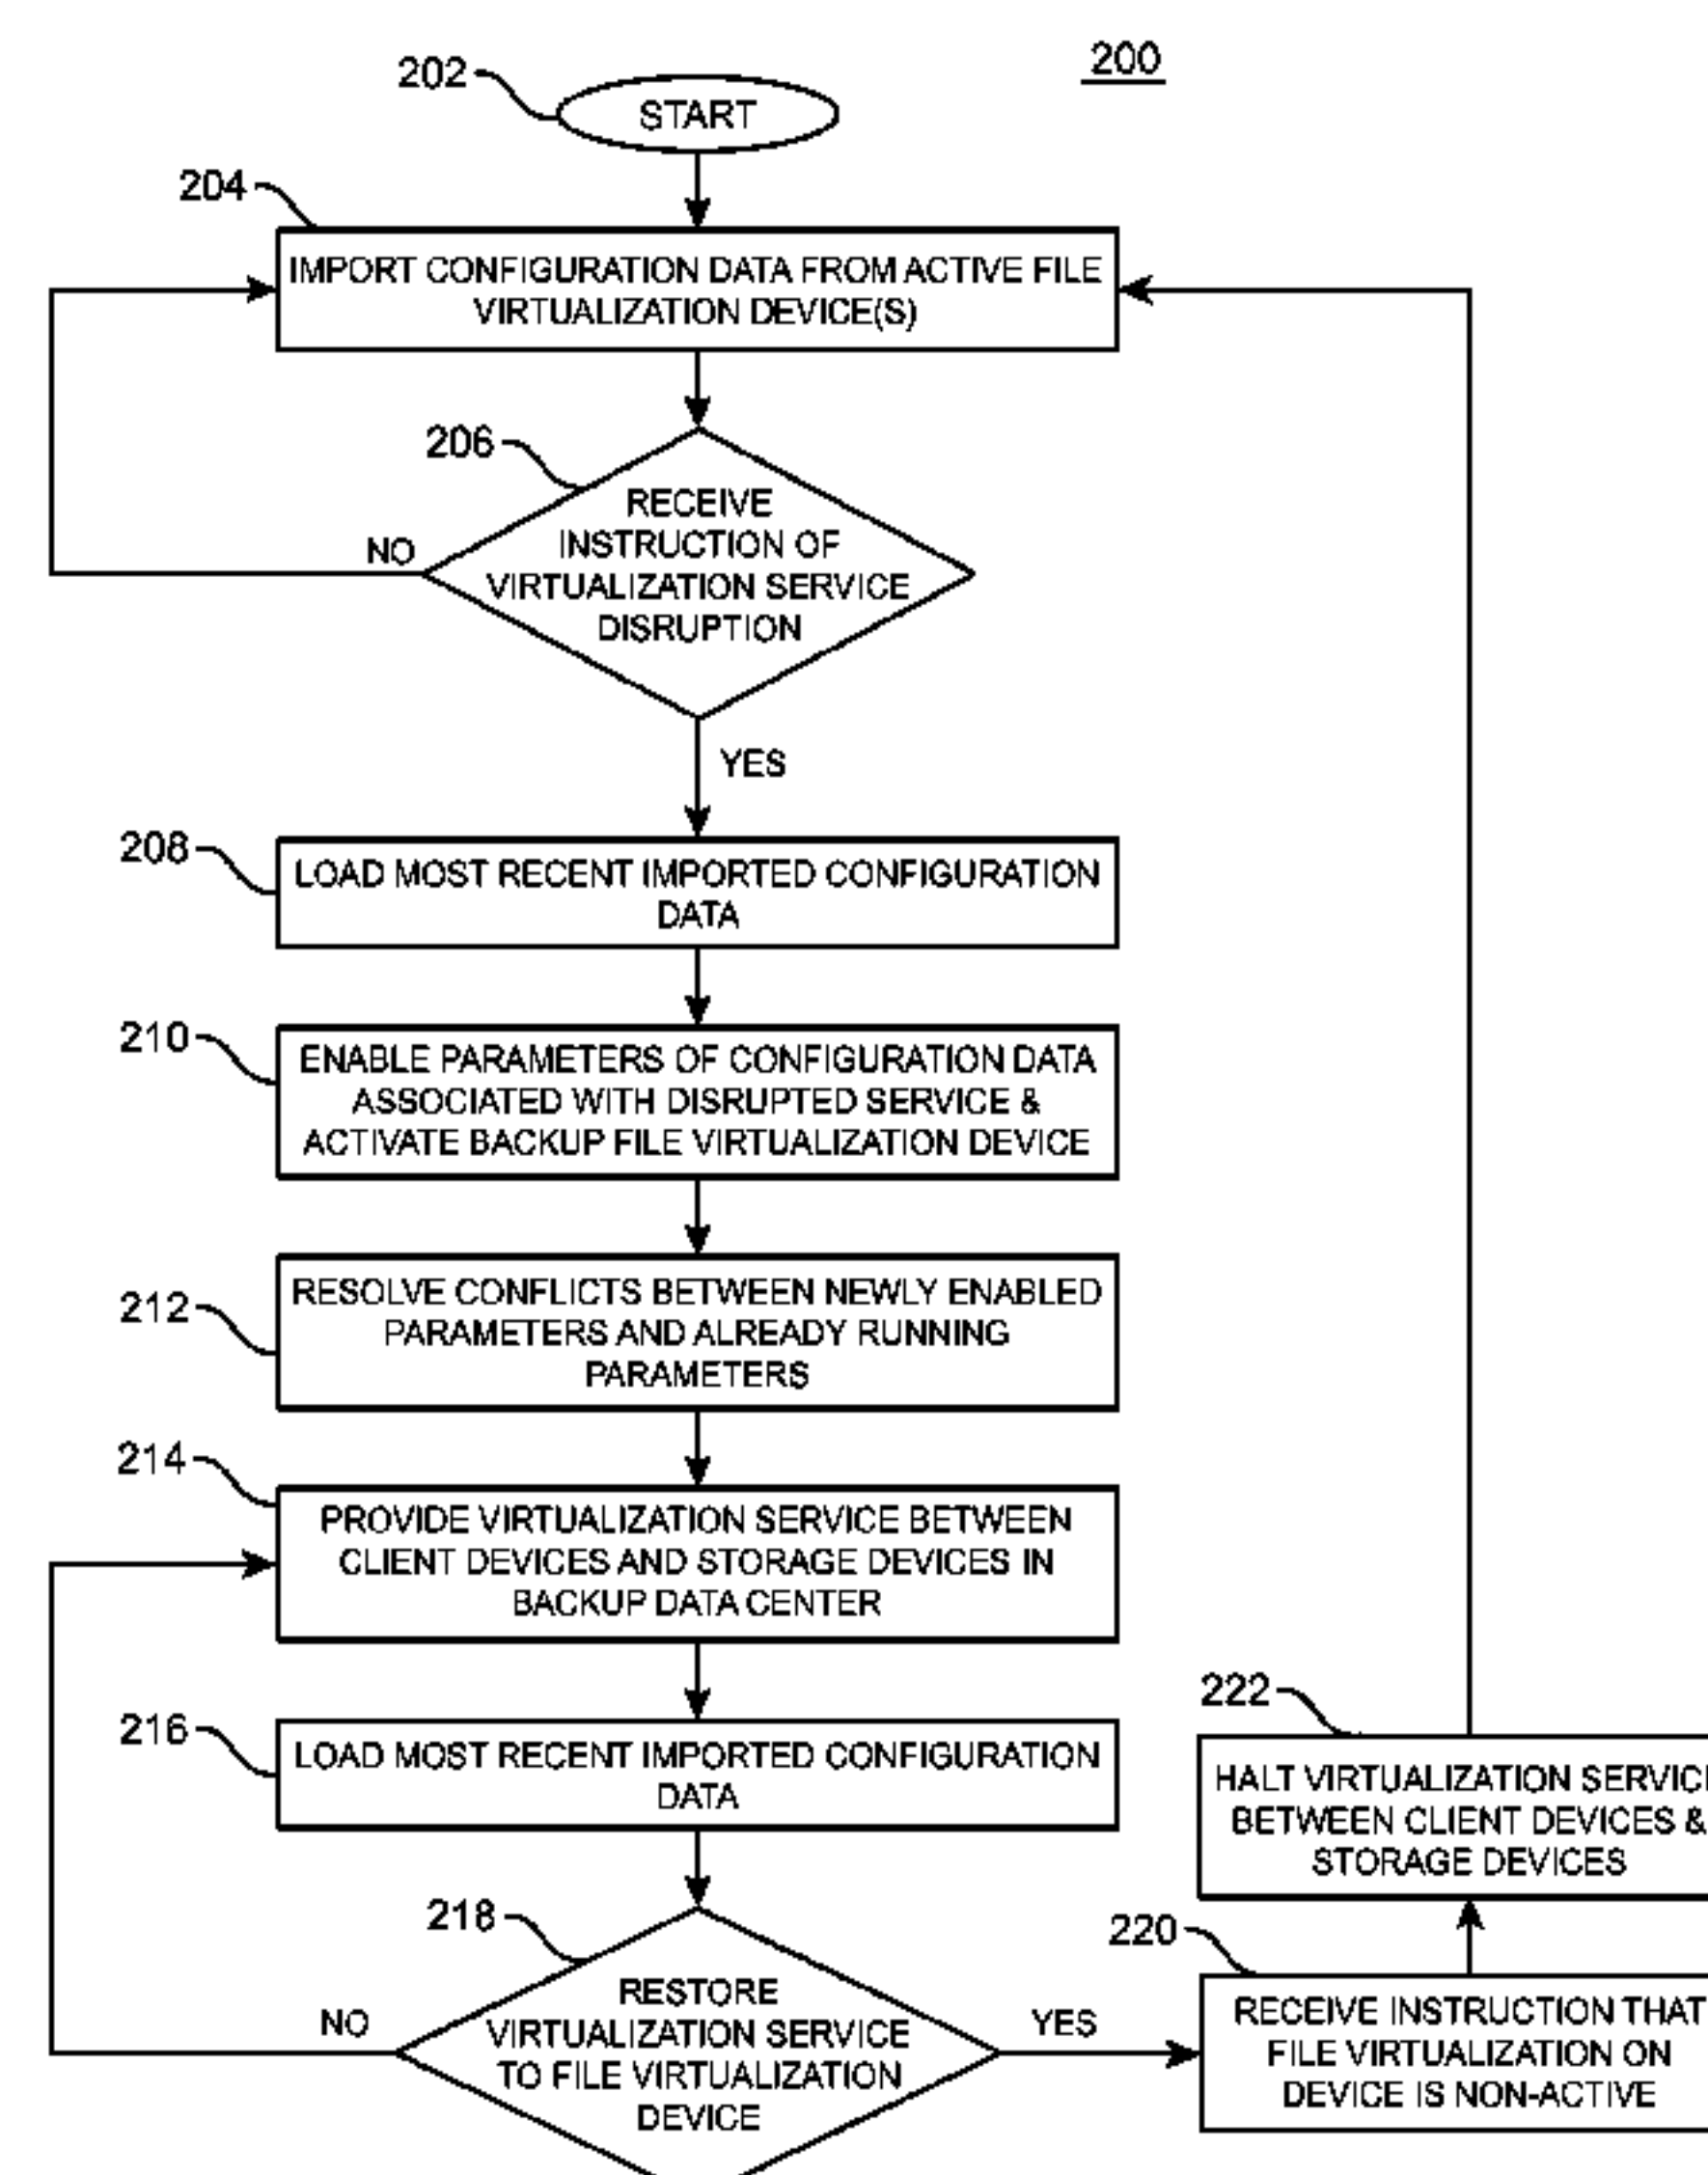 200
202
START
204
IMPORT CONFIGURATION DATA FROM ACTIVE FILE
VIRTUALIZATION DEVICE(S)
206
RECEIVE
INSTRUCTION OF
VIRTUALIZATION SERVICE
DISRUPTION
NO
YES
208
LOAD MOST RECENT IMPORTED CONFIGURATION
DATA
210
ENABLE PARAMETERS OF CONFIGURATION DATA
ASSOCIATED WITH DISRUPTED SERVICE &
ACTIVATE BACKUP FILE VIRTUALIZATION DEVICE
212
RESOLVE CONFLICTS BETWEEN NEWLY ENABLED
PARAMETERS AND ALREADY RUNNING
PARAMETERS
214
PROVIDE VIRTUALIZATION SERVICE BETWEEN
CLIENT DEVICES AND STORAGE DEVICES IN
BACKUP DATA CENTER
216
LOAD MOST RECENT IMPORTED CONFIGURATION
DATA
218
RESTORE
VIRTUALIZATION SERVICE
TO FILE VIRTUALIZATION
DEVICE
NO
YES
220
RECEIVE INSTRUCTION THAT
FILE VIRTUALIZATION ON
DEVICE IS NON-ACTIVE
222
HALT VIRTUALIZATION SERVIC
BETWEEN CLIENT DEVICES &
STORAGE DEVICES